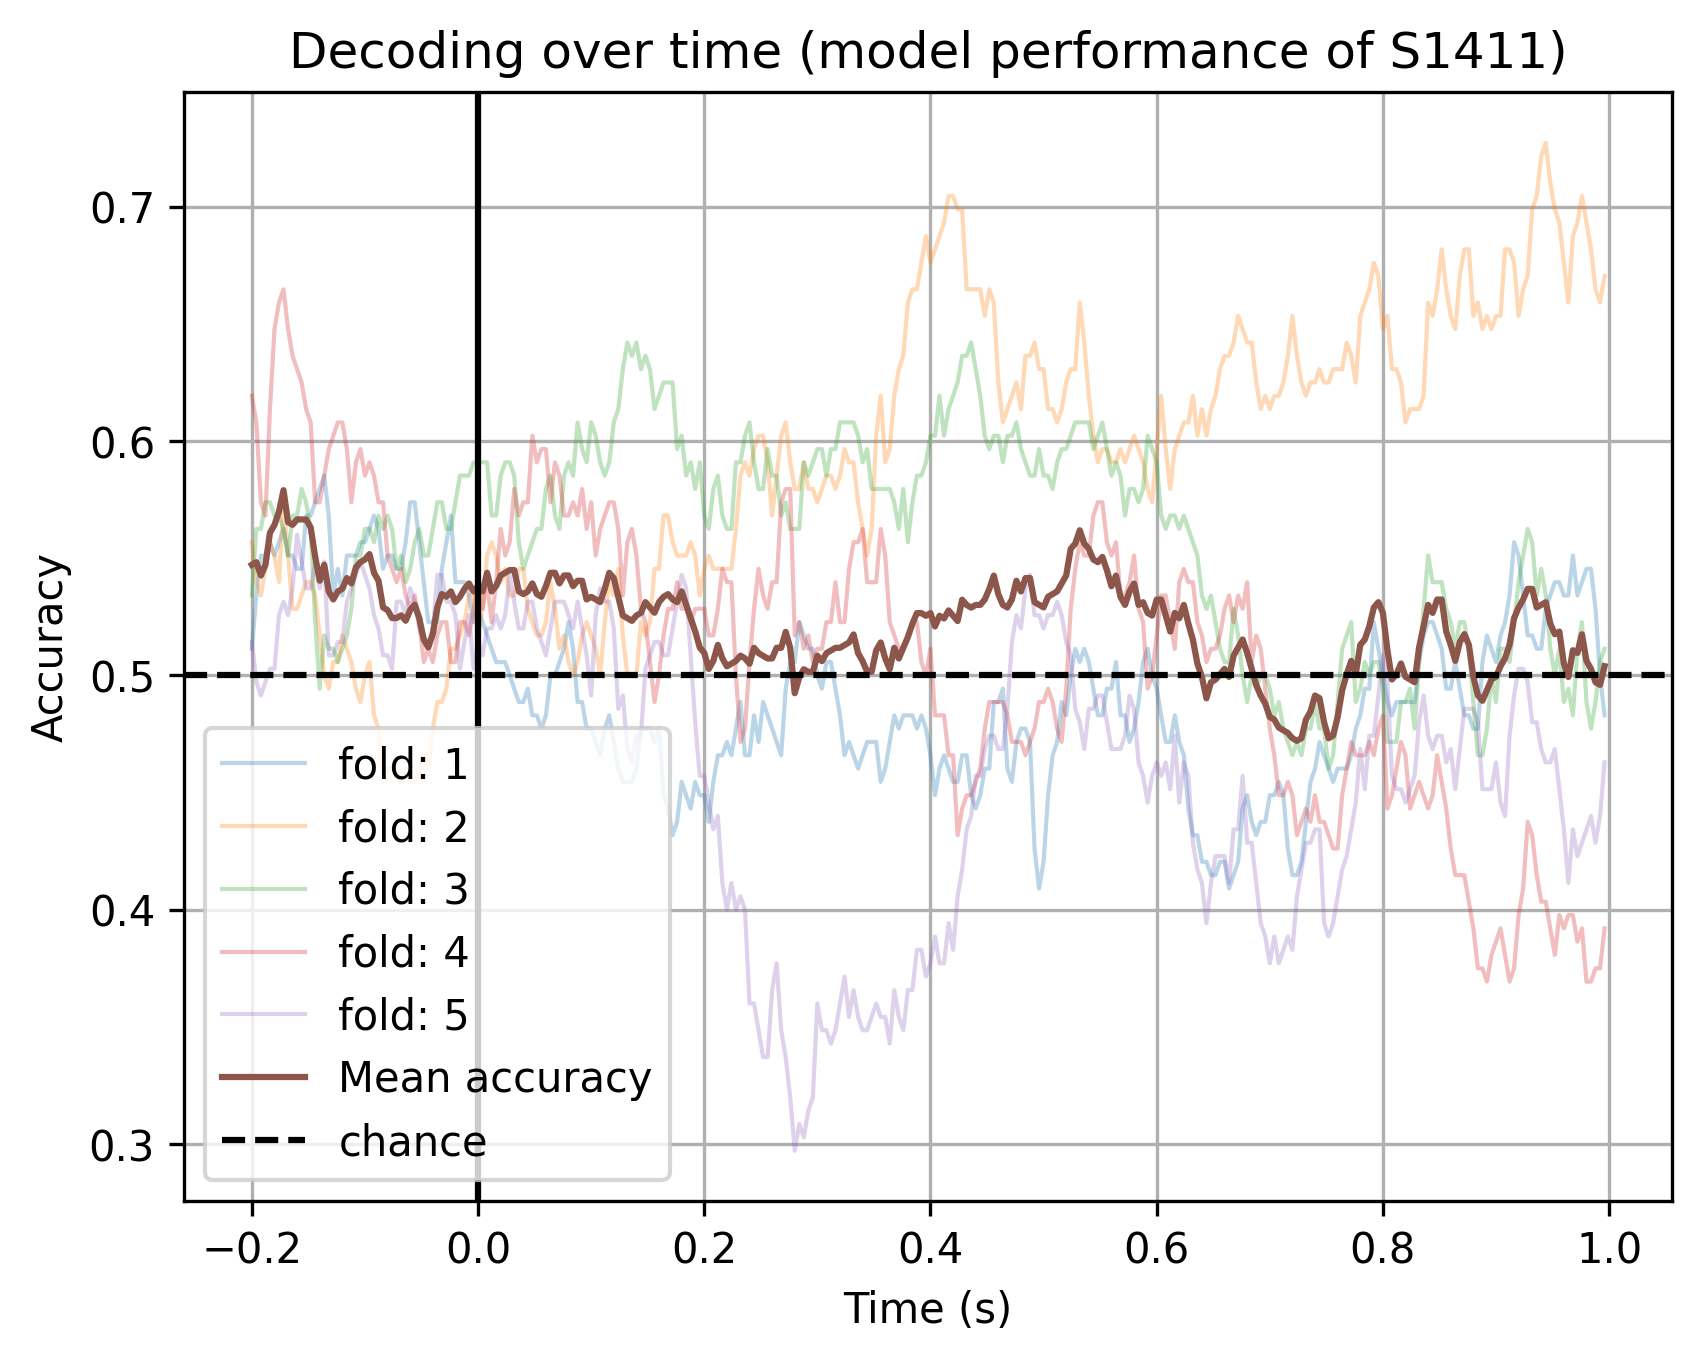 Decoding over time (model performance of S1411)
Accuracy
0.7
0.6
0.5
0.4
0.3
fold: 1
fold: 2
fold: 3
fold: 4
fold: 5
Mean accuracy
chance
−0.2 0.0 0.2 0.4 0.6 0.8 1.0
Time (s)